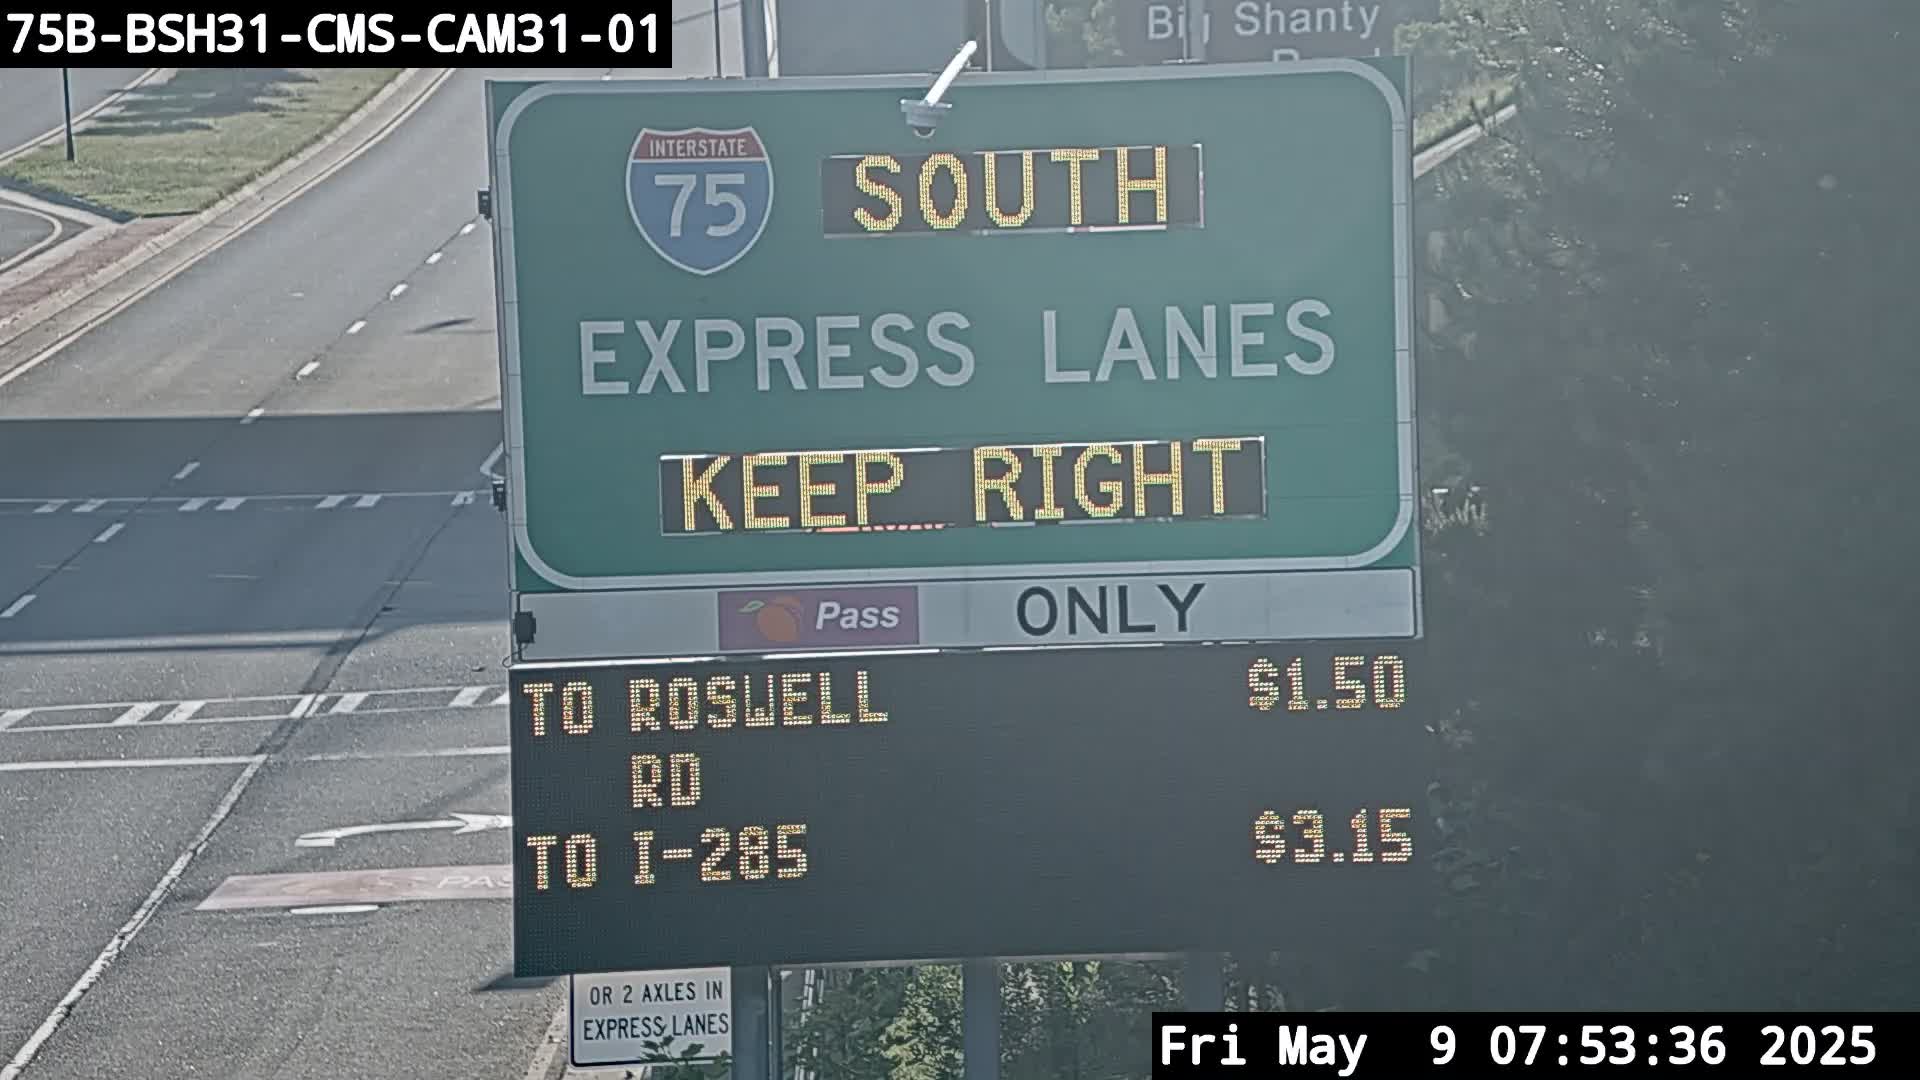 75B-BSH31-CMS-CAM31-01
Big Shanty
INTERSTATE
75
SOUTH
EXPRESS LANES
KEEP RIGHT
Pass ONLY
TO ROSWELL $1.50
RD
TO I-285 $3.15
OR 2 AXLES IN
EXPRESS LANES
Fri May 9 07:53:36 2025